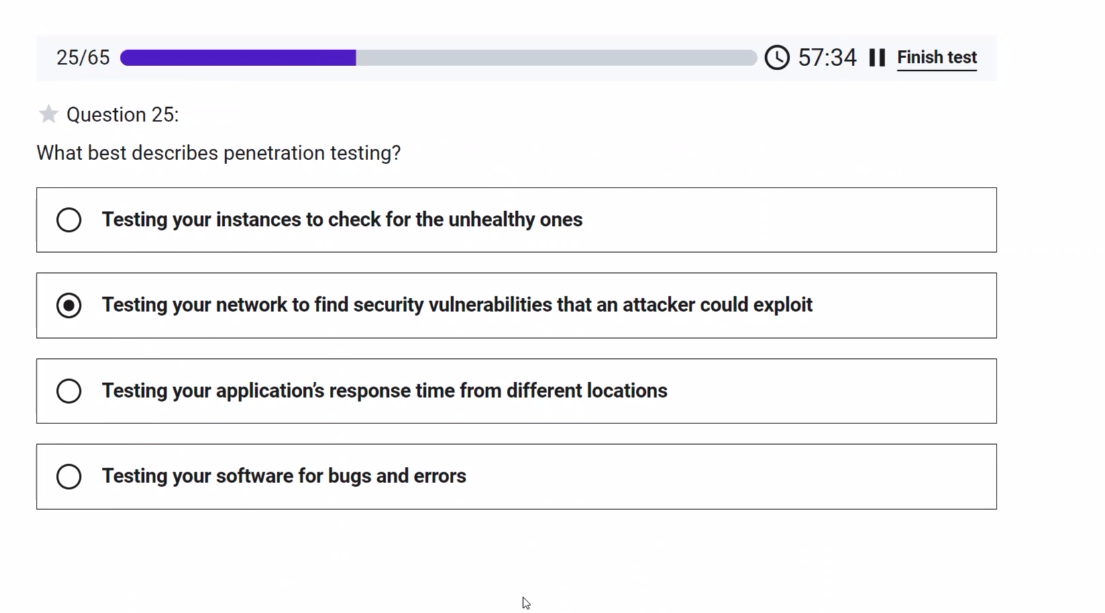 25/65
57:34
Finish test
Question 25:
What best describes penetration testing?
Testing your instances to check for the unhealthy ones
Testing your network to find security vulnerabilities that an attacker could exploit
Testing your application's response time from different locations
Testing your software for bugs and errors